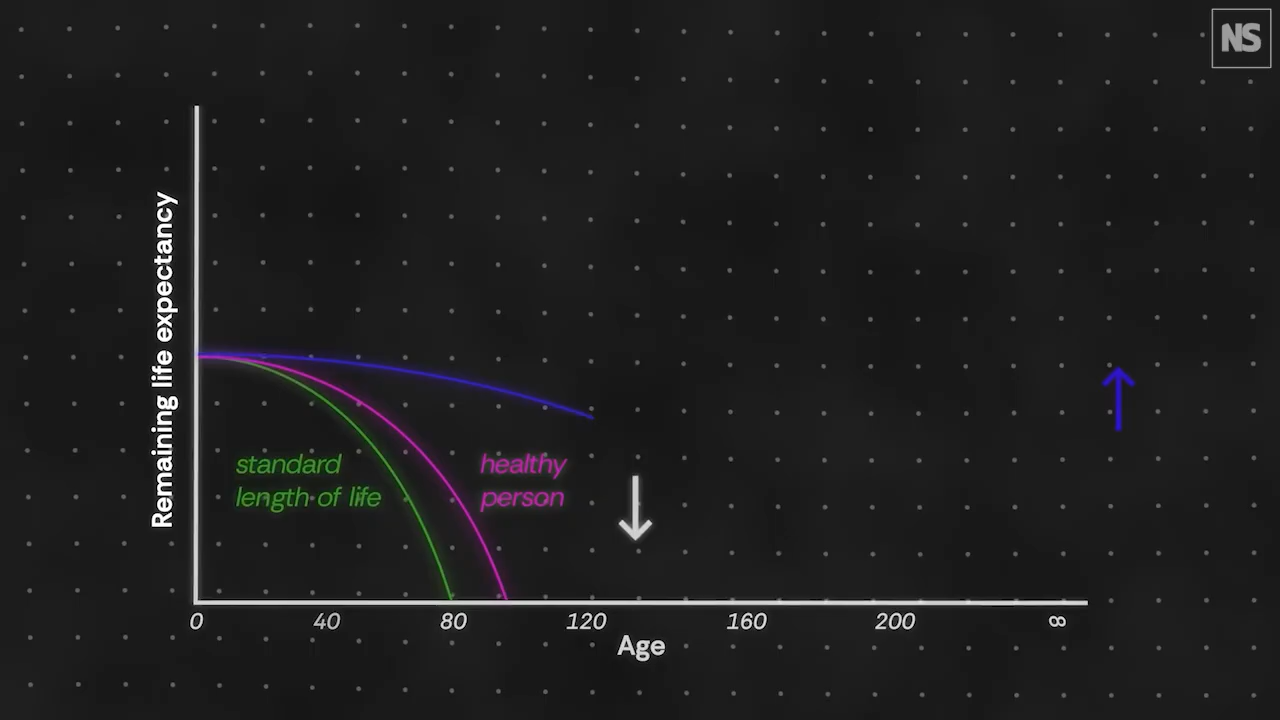 NS
Remaining life expectancy
standard
length of life
healthy
person
0 40 80 120 160 200 ∞
Age